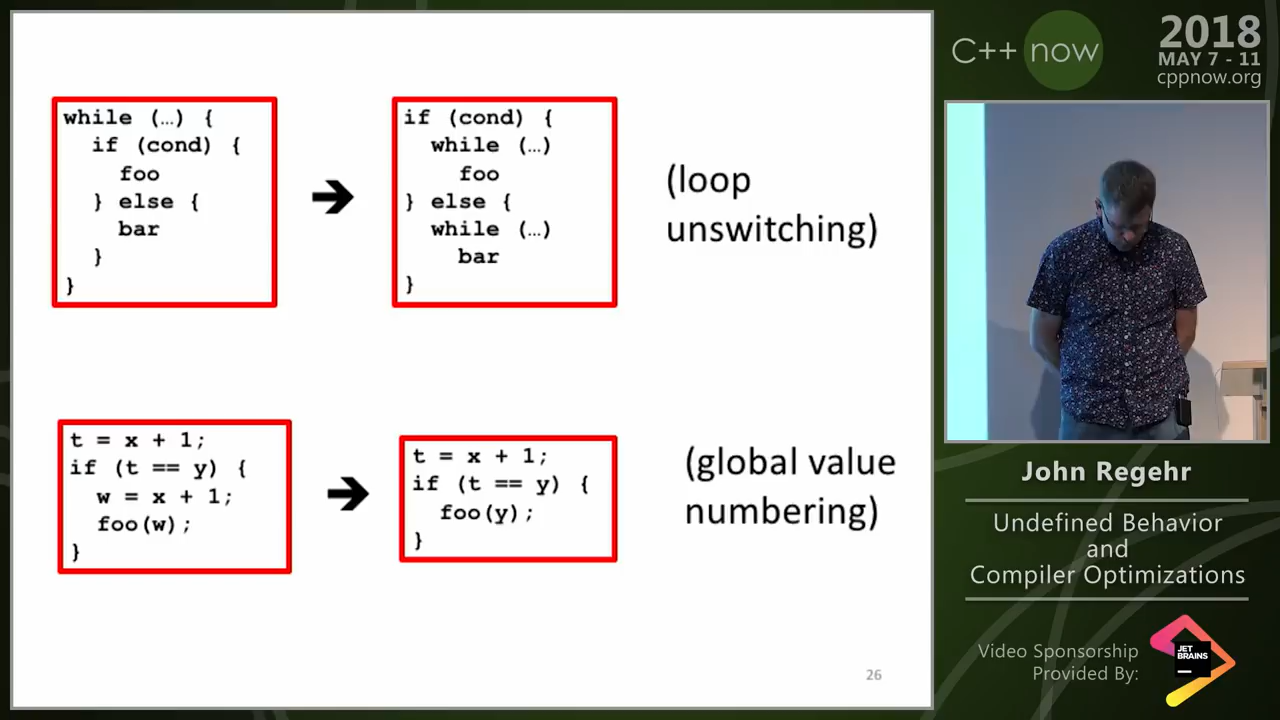 while (…) {
if (cond) {
foo
} else {
bar
}
}
if (cond) {
while (…)
foo
} else {
while (…)
bar
}
(loop
unswitching)
t = x + 1;
if (t == y) {
w = x + 1;
foo(w);
}
t = x + 1;
if (t == y) {
foo(y);
}
(global value
numbering)
26
C++ now
2018
MAY 7 - 11
cppnow.org
John Regehr
Undefined Behavior
and
Compiler Optimizations
Video Sponsorship
Provided By:
JET
BRAINS